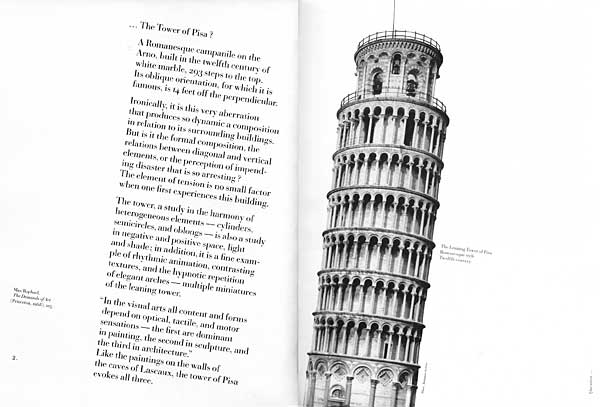 ... The Tower of Pisa ?
A Romanesque campanile on the
Arno, built in the twelfth century of
white marble, 293 steps to the top.
Its oblique orientation, for which it is
famous, is 14 feet off the perpendicular.
Ironically, it is this very aberration
that produces so dynamic a composition
in relation to its surrounding buildings.
But is it the formal composition, the
relations between diagonal and vertical
elements, or the perception of impend-
ing disaster that is so arresting ?
The element of tension is no small factor
when one first experiences this building.
The tower, a study in the harmony of
heterogeneous elements — cylinders,
semicircles, and oblongs — is also a study
in negative and positive space, light
and shade; in addition, it is a fine exam-
ple of rhythmic animation, contrasting
textures, and the hypnotic repetition
of elegant arches — multiple miniatures
of the leaning tower.
"In the visual arts all content and forms
depend on optical, tactile, and motor
sensations — the first are dominant
in painting, the second in sculpture, and
the third in architecture."
Like the paintings on the walls of
the caves of Lascaux, the tower of Pisa
evokes all three.
Max Raphael,
The Demands of Art
(Princeton,
2.
The Leaning Tower of Pisa
Romanesque style
Twelfth century